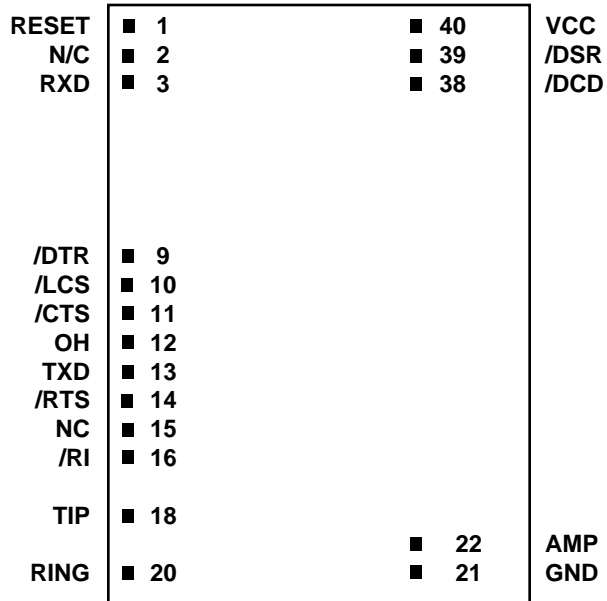 RESET 1 40 VCC
N/C 2 39 /DSR
RXD 3 38 /DCD
/DTR 9
/LCS 10
/CTS 11
OH 12
TXD 13
/RTS 14
NC 15
/RI 16
TIP 18
22 AMP
RING 20 21 GND